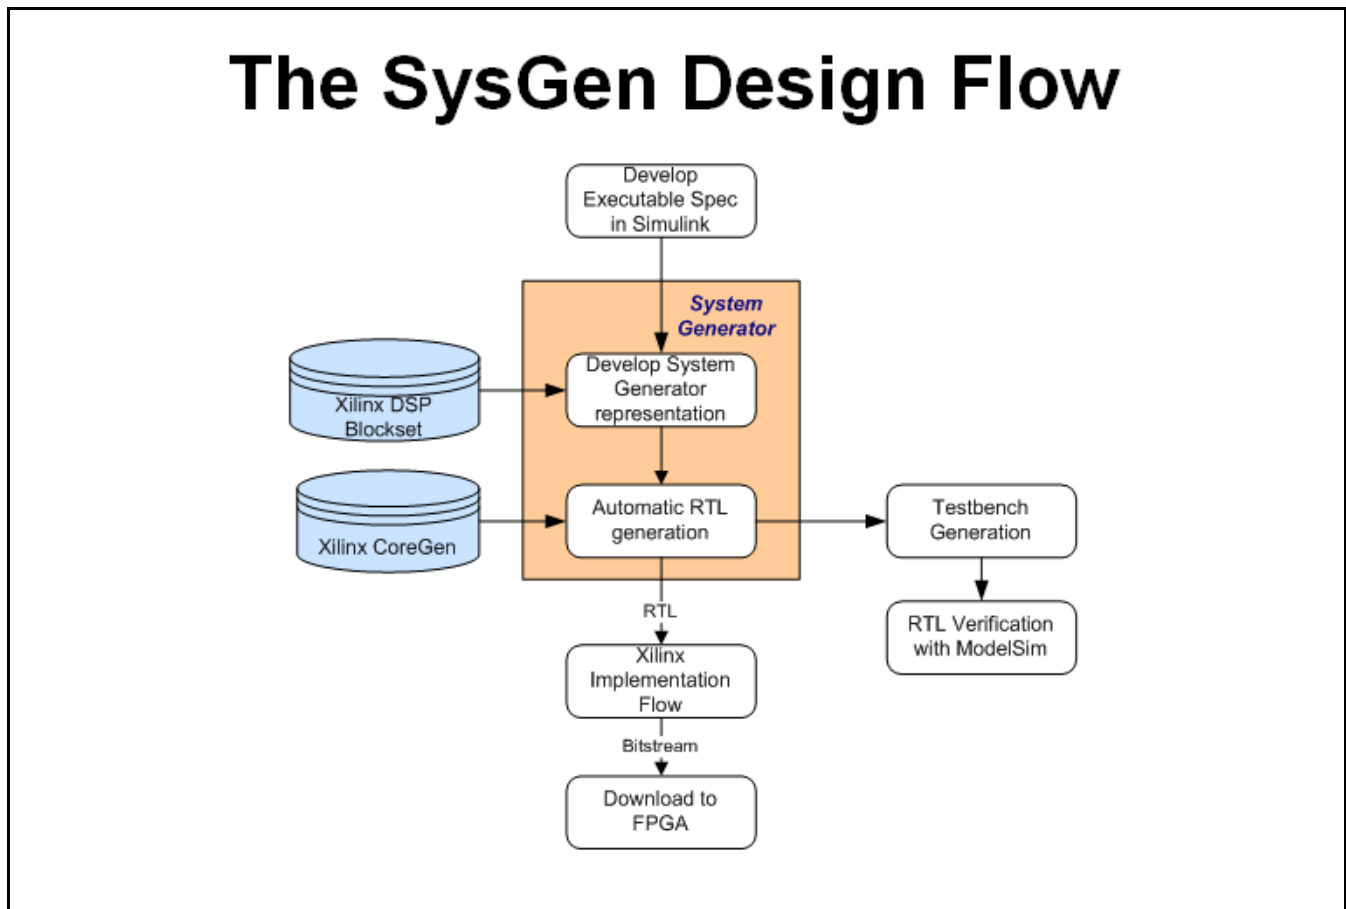 The SysGen Design Flow
Develop
Executable Spec
in Simulink
System
Generator
Develop System
Generator
representation
Xilinx DSP
Blockset
Automatic RTL
generation
Xilinx CoreGen
Testbench
Generation
RTL
RTL Verification
with ModelSim
Xilinx
Implementation
Flow
Bitstream
Download to
FPGA